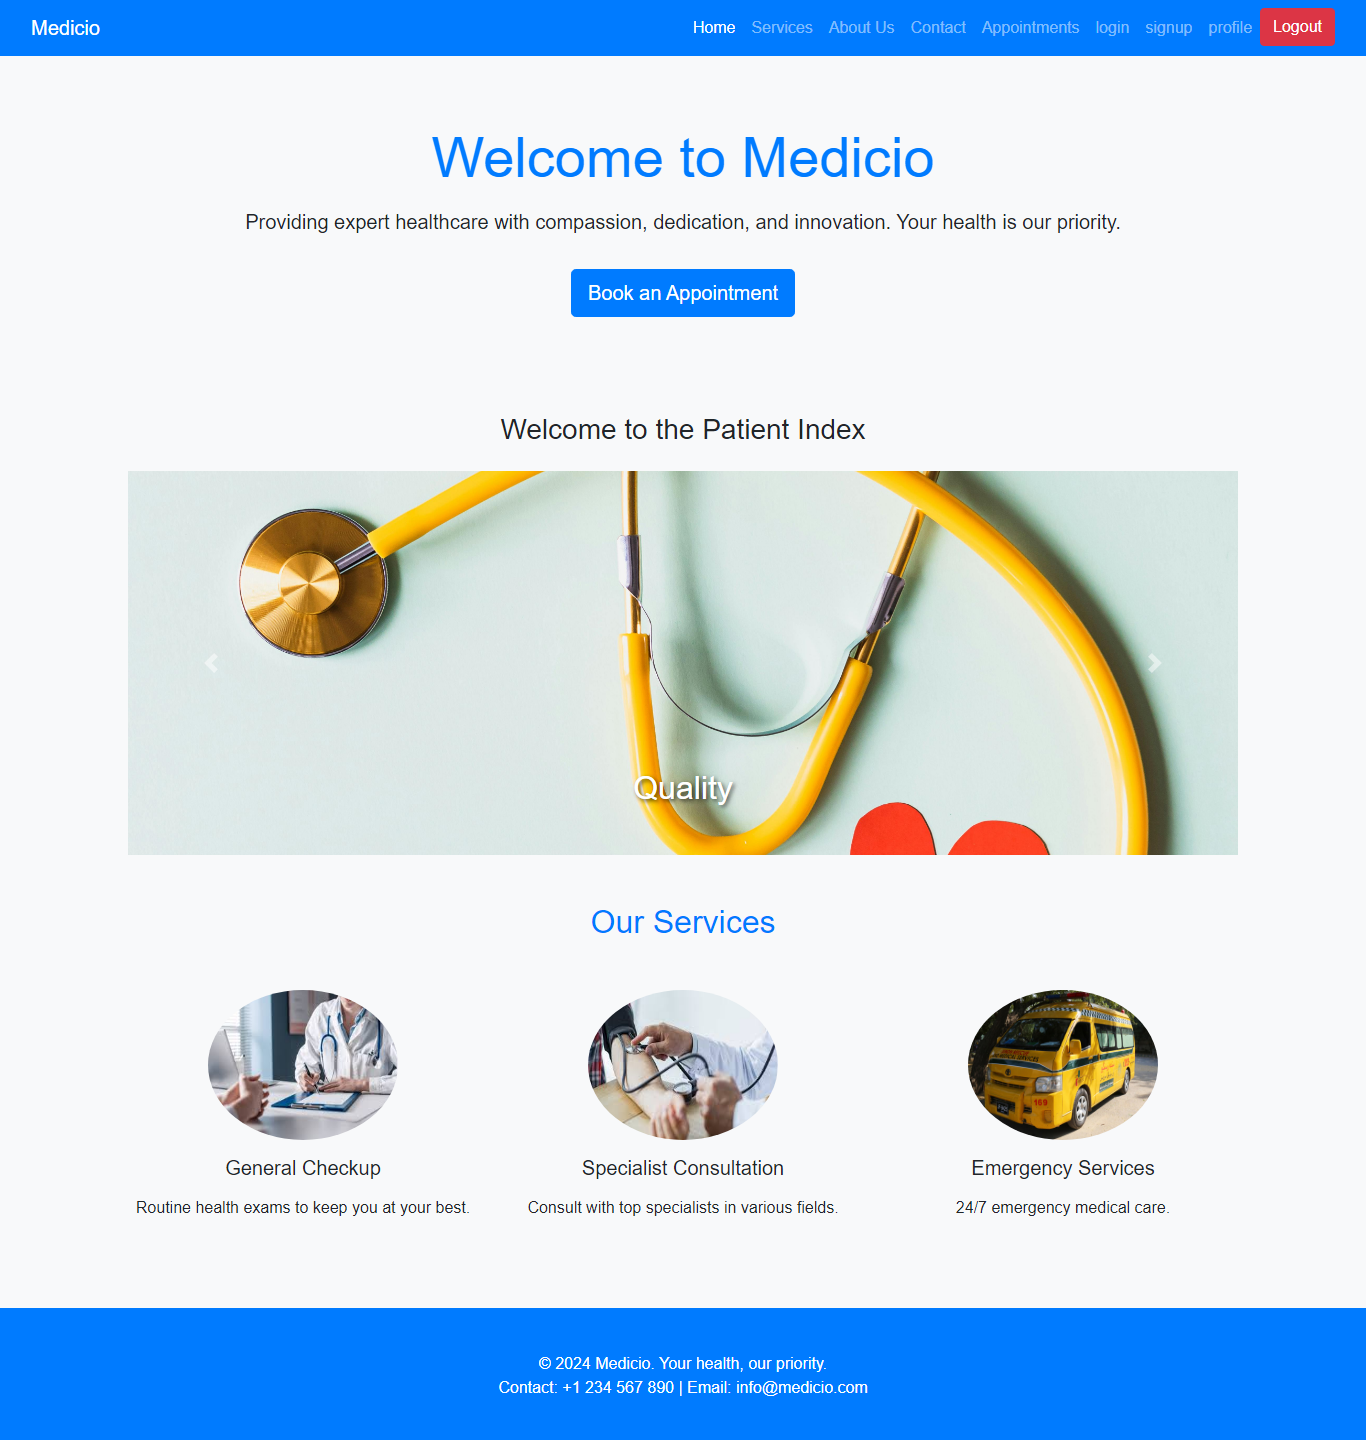 Medicio
Home Services About Us Contact Appointments login signup profile Logout
Welcome to Medicio
Providing expert healthcare with compassion, dedication, and innovation. Your health is our priority.
Book an Appointment
Welcome to the Patient Index
Quality
Our Services
General Checkup
Routine health exams to keep you at your best.
Specialist Consultation
Consult with top specialists in various fields.
Emergency Services
24/7 emergency medical care.
© 2024 Medicio. Your health, our priority.
Contact: +1 234 567 890 | Email: info@medicio.com